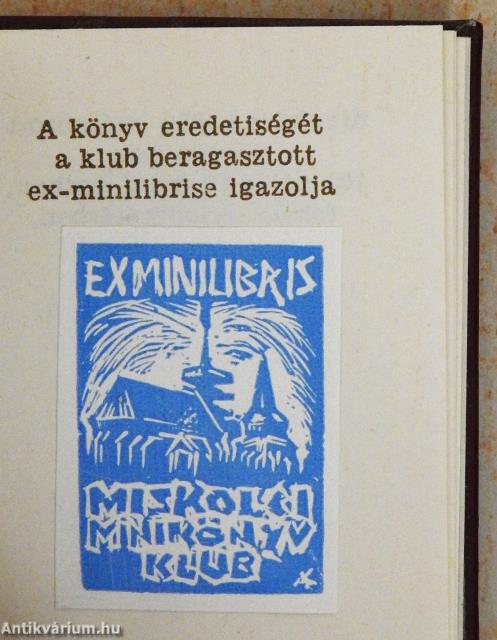 A könyv eredetiségét
a klub beragasztott
ex-minilibrise igazolja
EXMINILIBRIS
MISKOLCI
MINIKÖNYV
KLUB
Antikvárium.hu